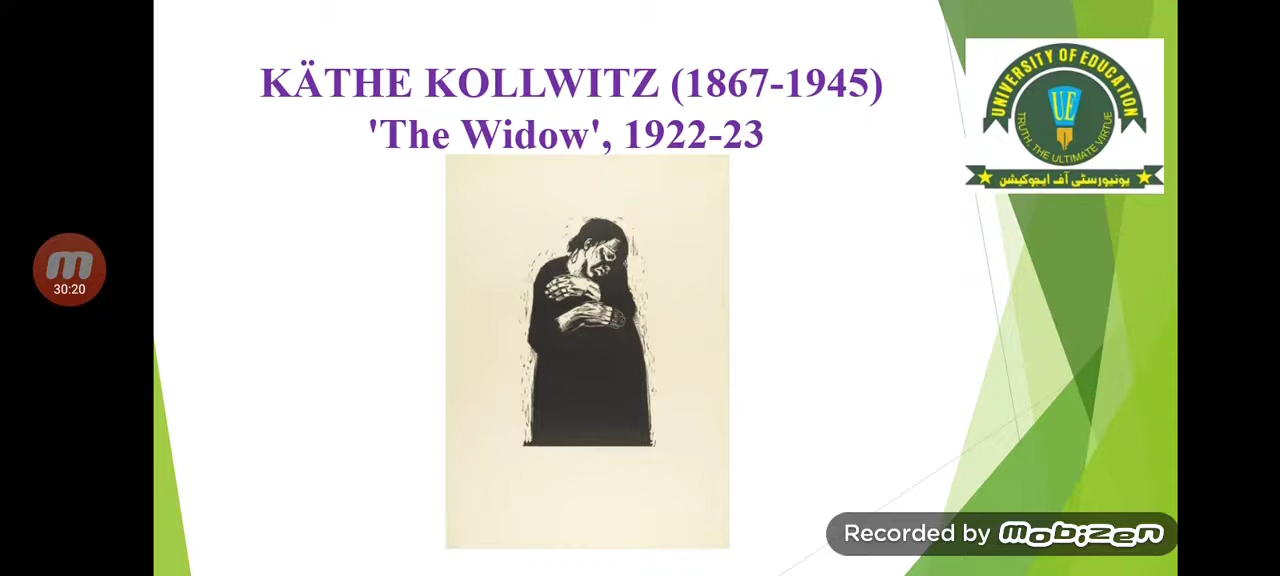 KÄTHE KOLLWITZ (1867-1945)
'The Widow', 1922-23
UNIVERSITY OF EDUCATION
UE
TRUTH, THE ULTIMATE VIRTUE
یونیورسٹی آف ایجوکیشن
30:20
Recorded by Mobizen